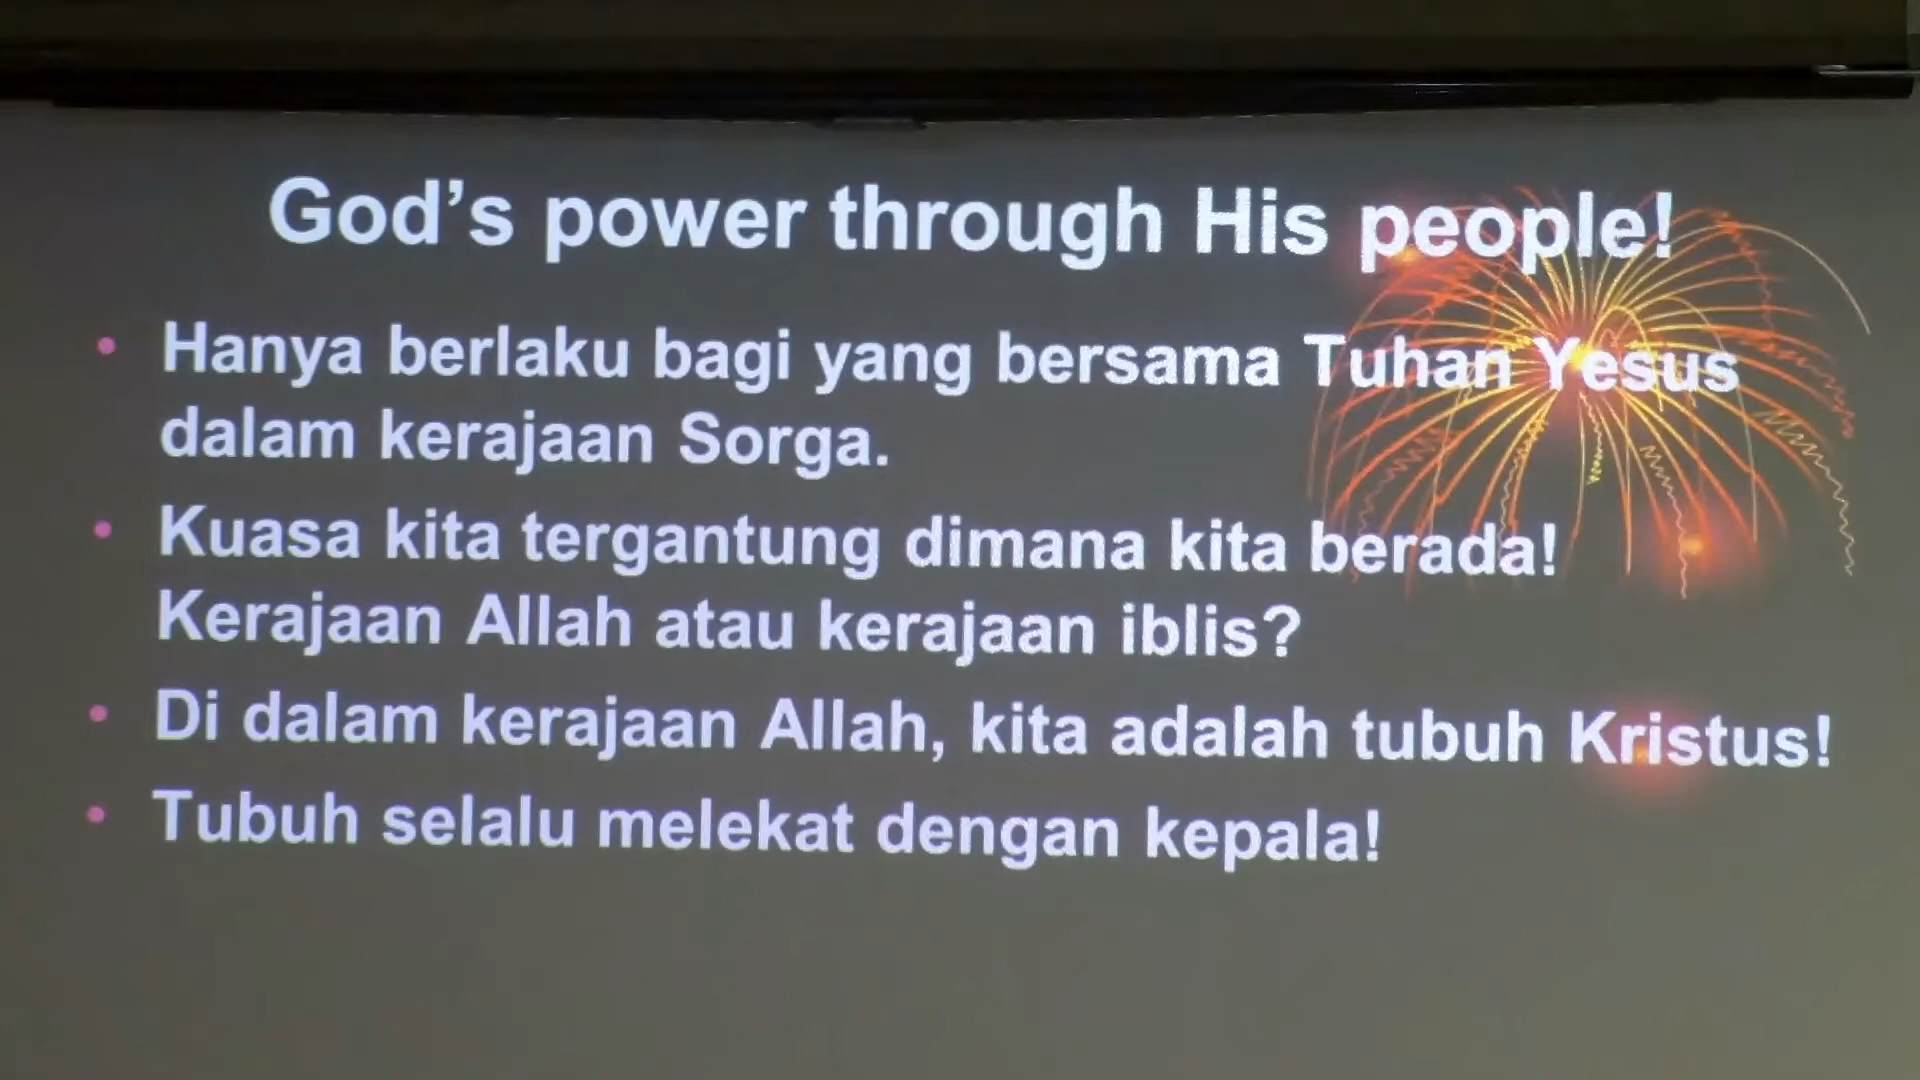 God's power through His people!
• Hanya berlaku bagi yang bersama Tuhan Yesus
dalam kerajaan Sorga.
• Kuasa kita tergantung dimana kita berada!
Kerajaan Allah atau kerajaan iblis?
• Di dalam kerajaan Allah, kita adalah tubuh Kristus!
• Tubuh selalu melekat dengan kepala!